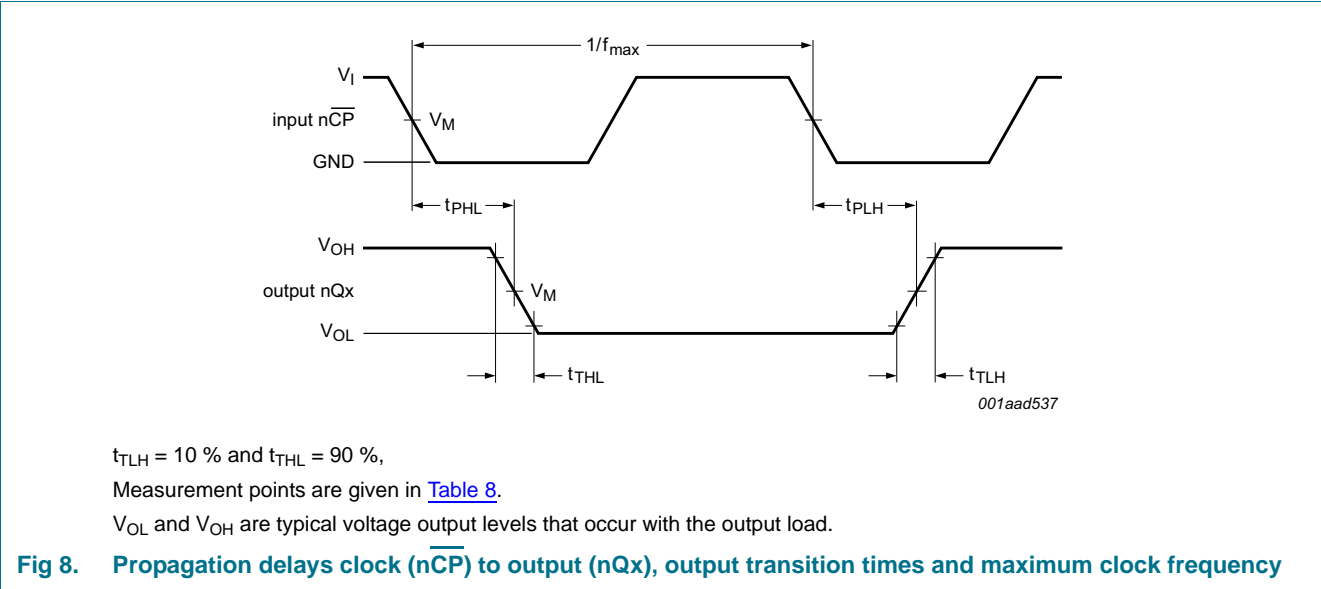 1/fmax
VI
input nC̅P̅
VM
GND
tPHL
tPLH
VOH
output nQx
VM
VOL
tTHL
tTLH
001aad537
tTLH = 10 % and tTHL = 90 %,
Measurement points are given in Table 8.
VOL and VOH are typical voltage output levels that occur with the output load.
Fig 8. Propagation delays clock (nC̅P̅) to output (nQx), output transition times and maximum clock frequency